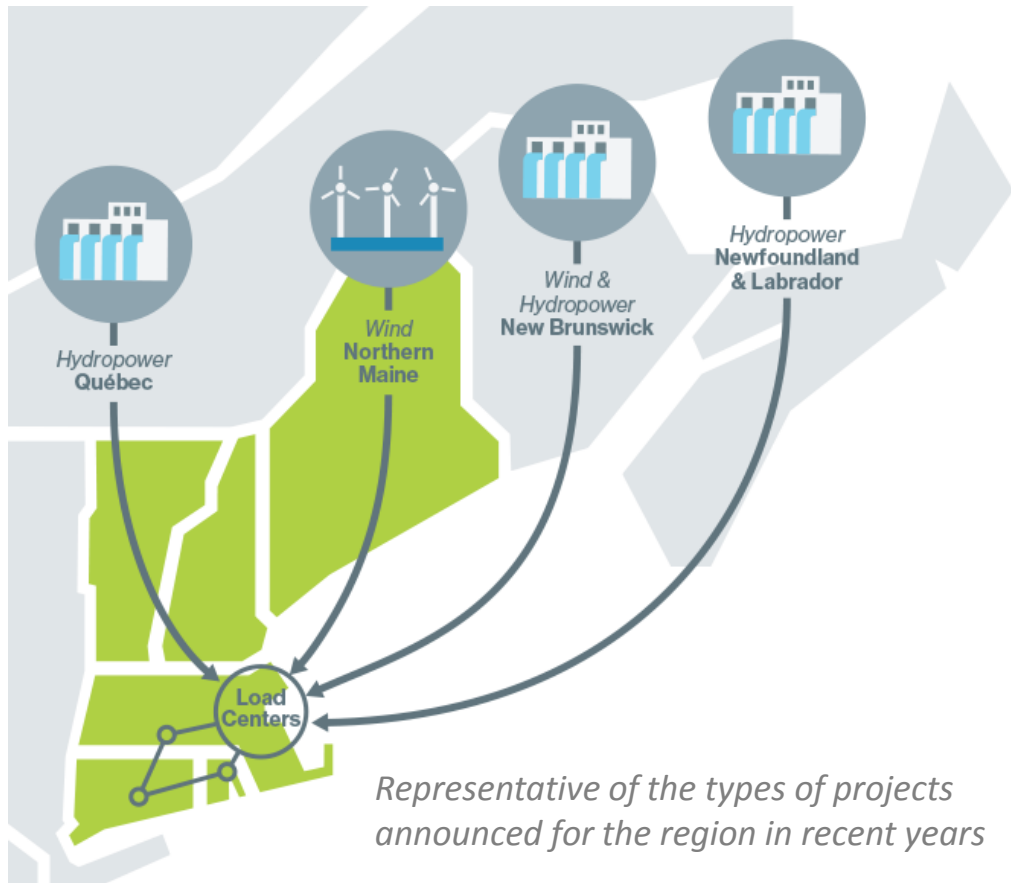 Hydropower
Québec
Wind
Northern
Maine
Wind &
Hydropower
New Brunswick
Hydropower
Newfoundland
& Labrador
Load
Centers
Representative of the types of projects
announced for the region in recent years